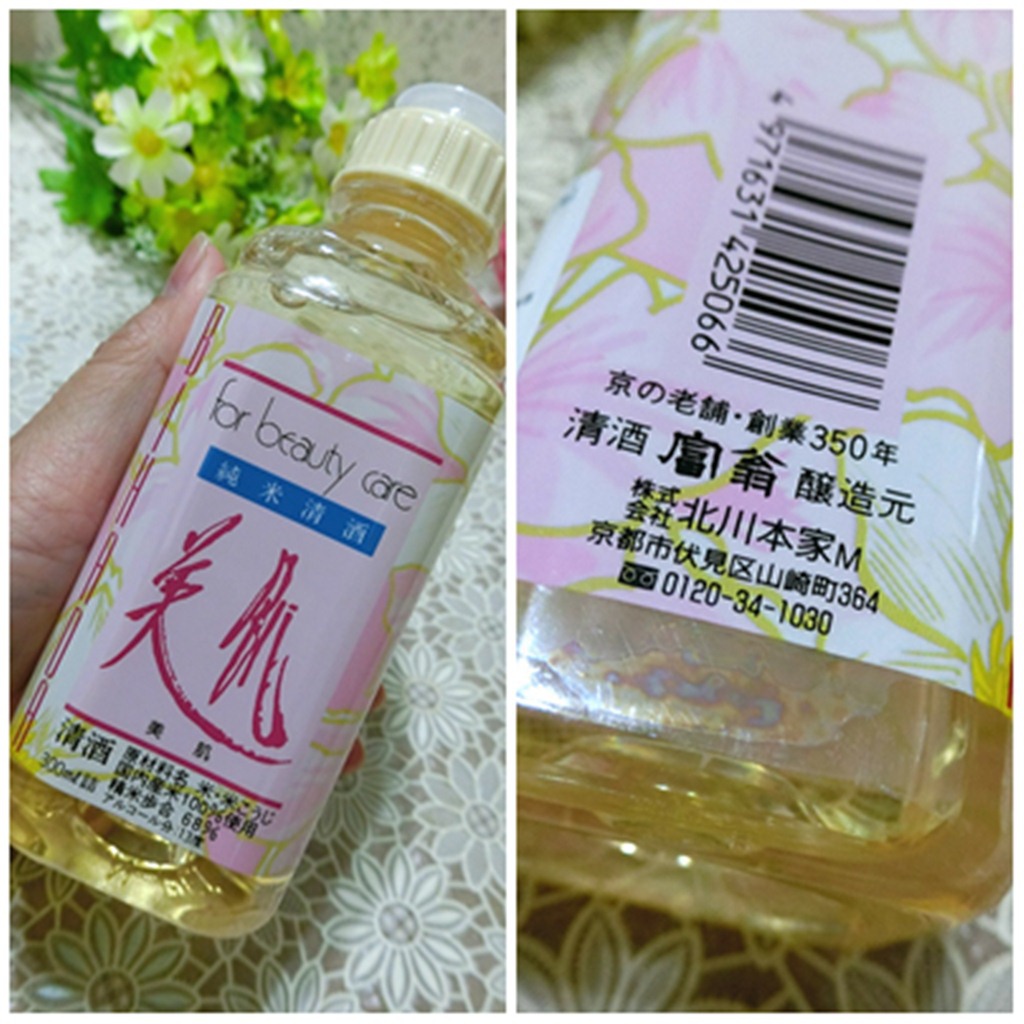 BIHADA
for beauty care
純米清酒
美肌
美肌
清酒
300ml詰
原材料名 米・米こうじ
国内産米100%使用
精米歩合 68%
アルコール分
4 971631 425066
京の老舗・創業350年
清酒 富翁 醸造元
株式会社 北川本家M
京都市伏見区山崎町364
0120-34-1030